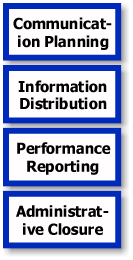 Communicat-
ion Planning
Information
Distribution
Performance
Reporting
Administrat-
ive Closure